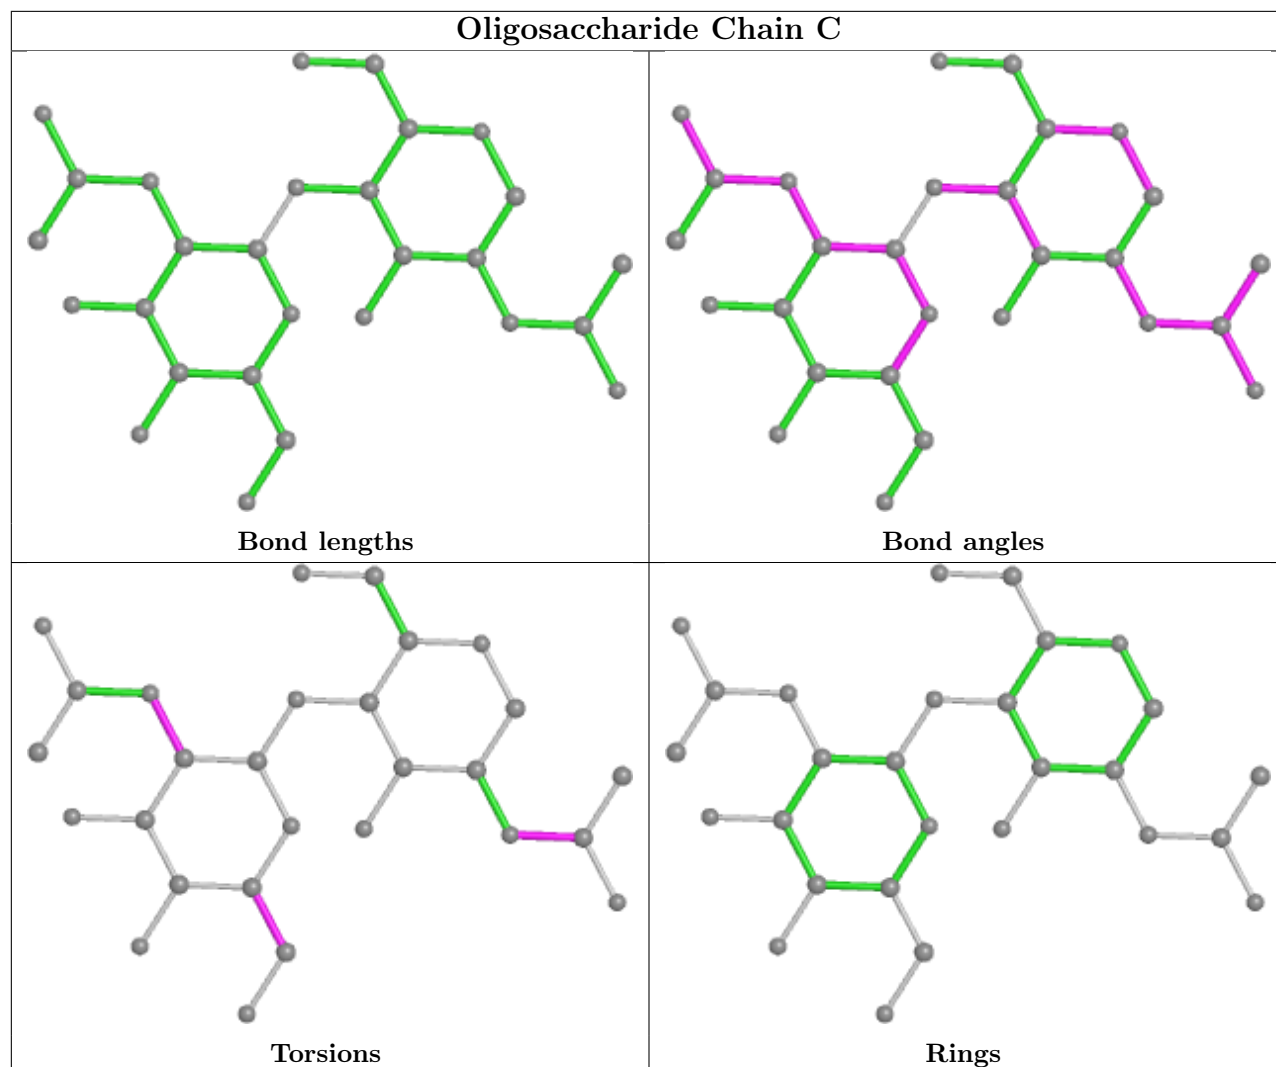 Oligosaccharide Chain C
Bond lengths
Bond angles
Torsions
Rings